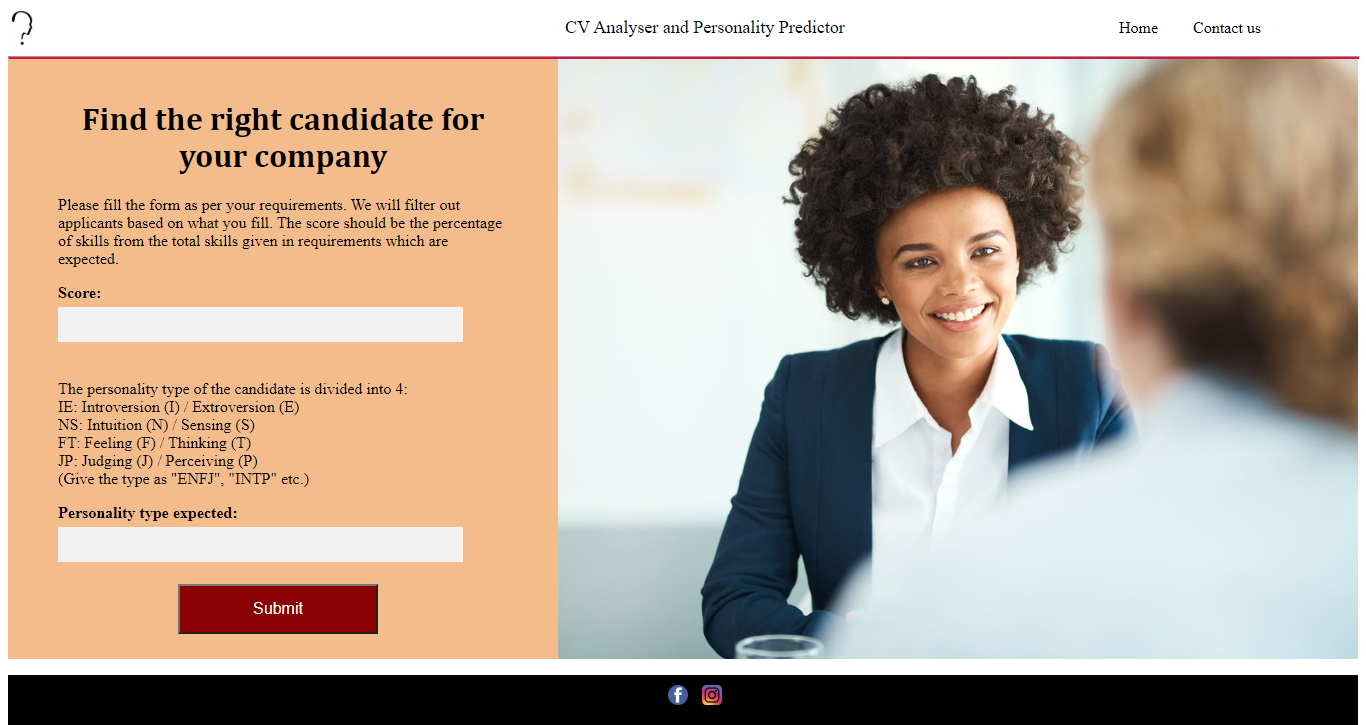 CV Analyser and Personality Predictor
Home
Contact us
Find the right candidate for
your company
Please fill the form as per your requirements. We will filter out
applicants based on what you fill. The score should be the percentage
of skills from the total skills given in requirements which are
expected.
Score:
The personality type of the candidate is divided into 4:
IE: Introversion (I) / Extroversion (E)
NS: Intuition (N) / Sensing (S)
FT: Feeling (F) / Thinking (T)
JP: Judging (J) / Perceiving (P)
(Give the type as "ENFJ", "INTP" etc.)
Personality type expected:
Submit